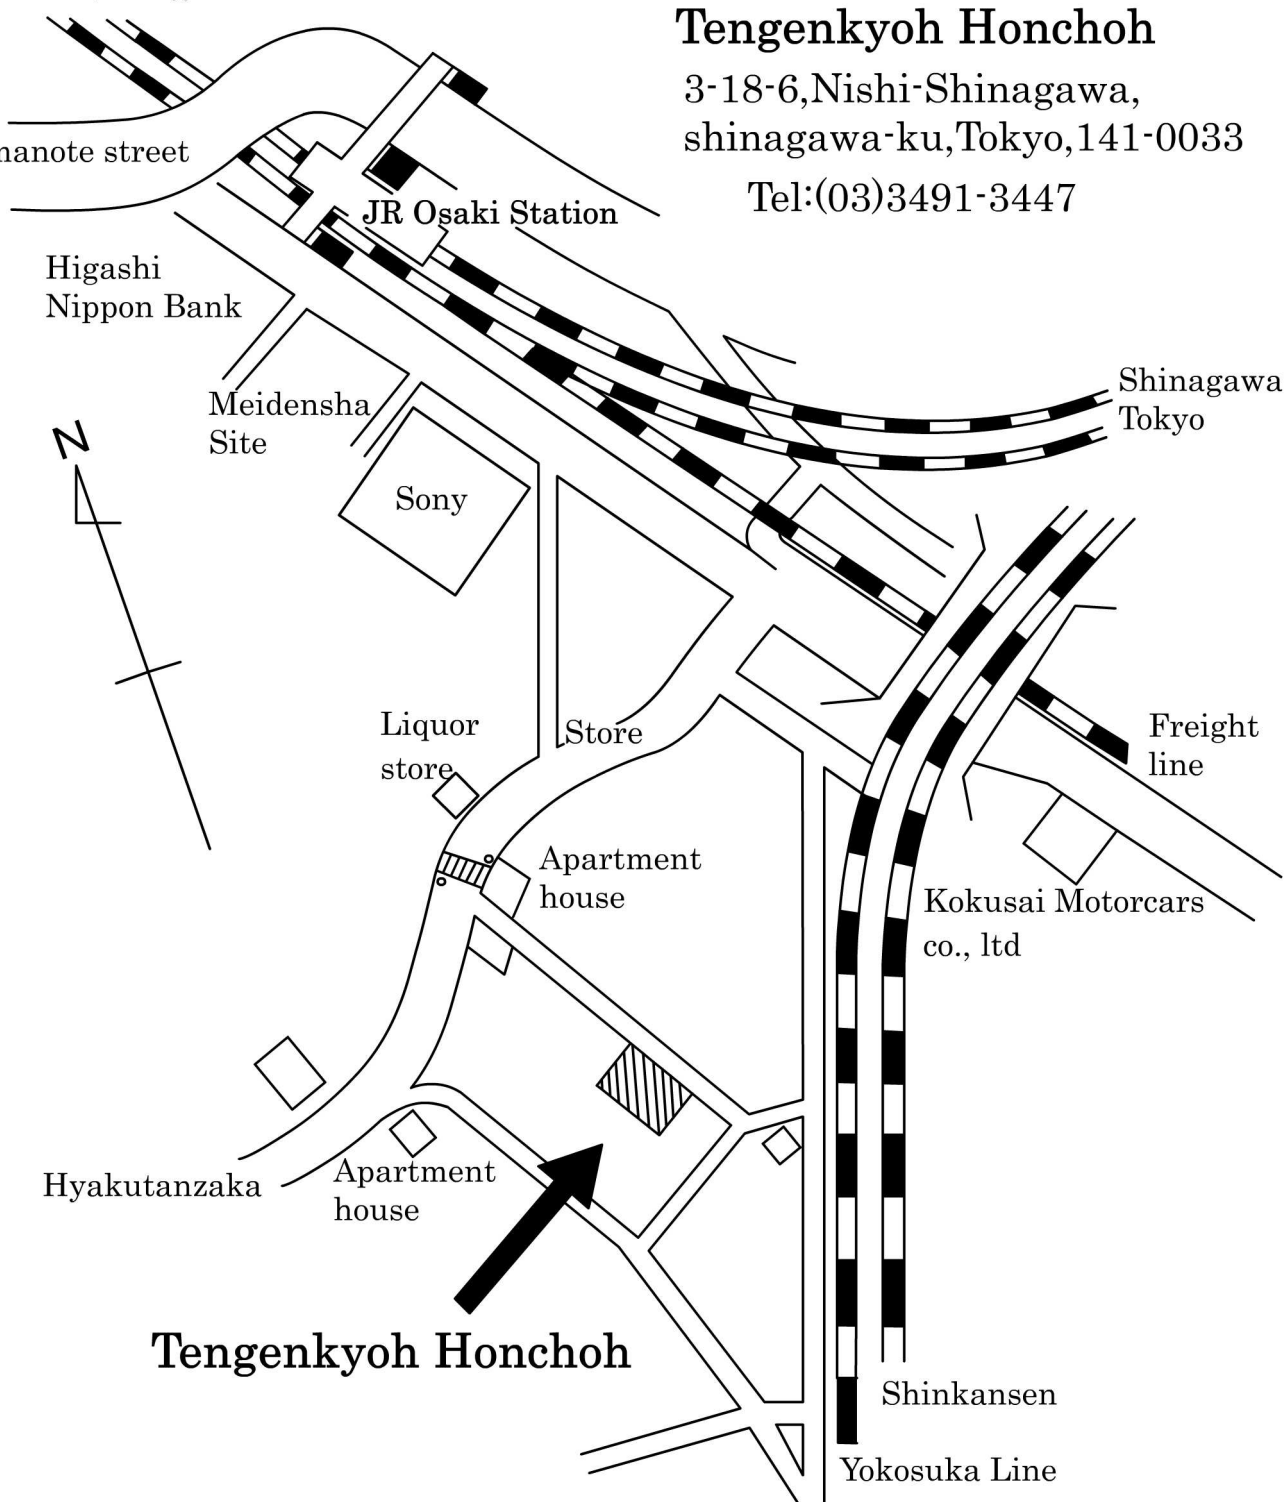 Tengenkyoh Honchoh
3-18-6,Nishi-Shinagawa,
shinagawa-ku,Tokyo,141-0033
Tel:(03)3491-3447
manote street
JR Osaki Station
Higashi
Nippon Bank
Meidensha
Site
Shinagawa
Tokyo
N
Sony
Liquor
store
Store
Freight
line
Apartment
house
Kokusai Motorcars
co., ltd
Hyakutanzaka
Apartment
house
Tengenkyoh Honchoh
Shinkansen
Yokosuka Line